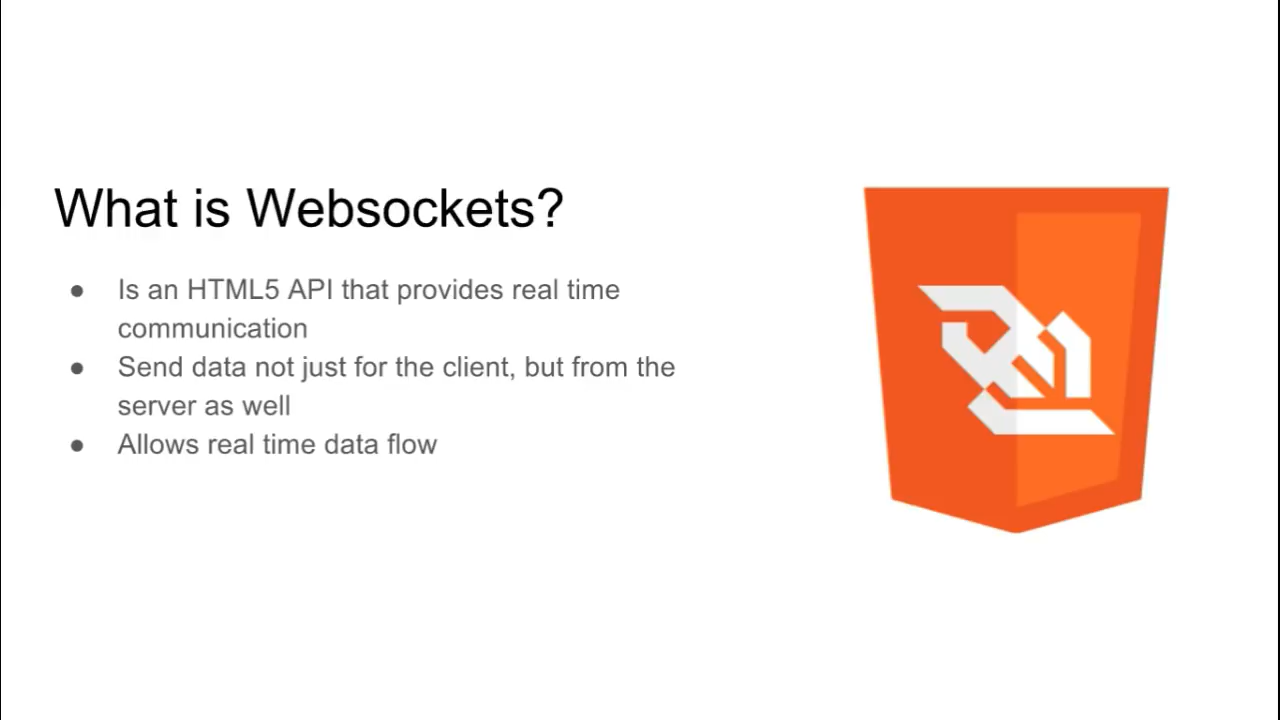 What is Websockets?
● Is an HTML5 API that provides real time
communication
● Send data not just for the client, but from the
server as well
● Allows real time data flow